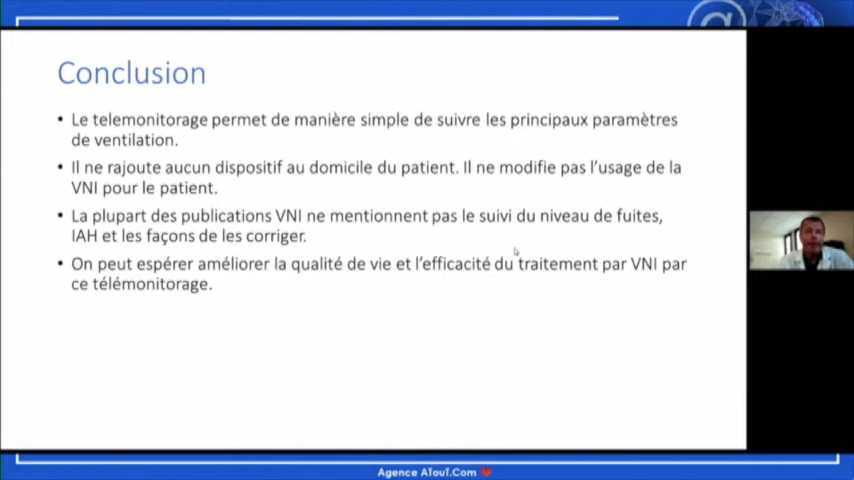 Conclusion
• Le telemonitorage permet de manière simple de suivre les principaux paramètres
de ventilation.
• Il ne rajoute aucun dispositif au domicile du patient. Il ne modifie pas l'usage de la
VNI pour le patient.
• La plupart des publications VNI ne mentionnent pas le suivi du niveau de fuites,
IAH et les façons de les corriger.
• On peut espérer améliorer la qualité de vie et l'efficacité du traitement par VNI par
ce télémonitorage.
Agence ATouT.Com